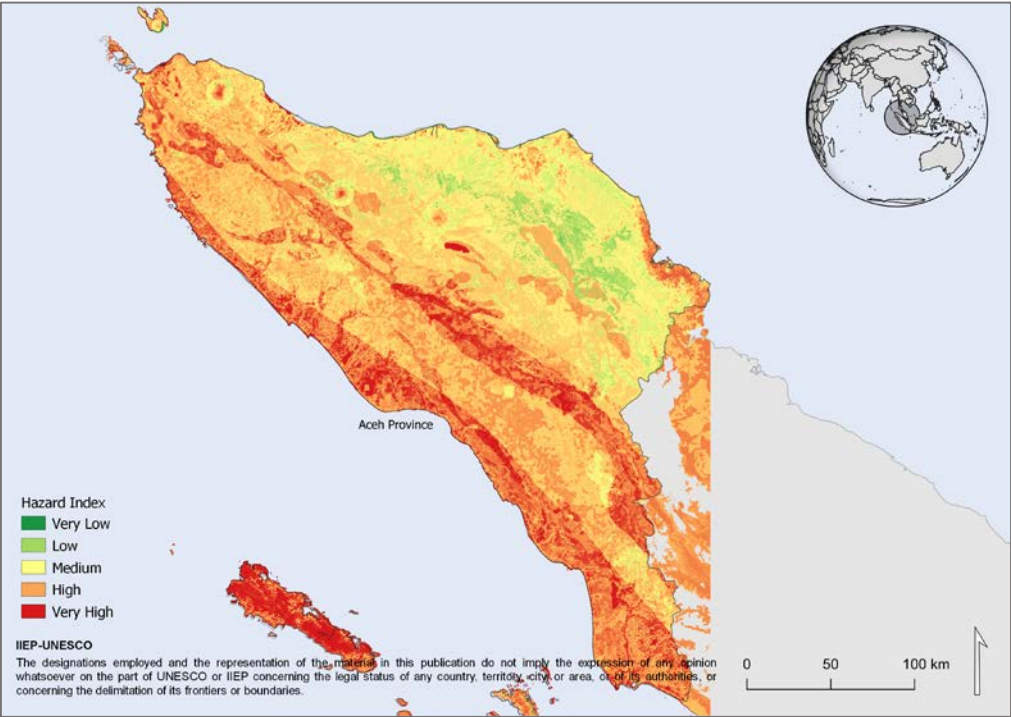 Aceh Province
Hazard Index
Very Low
Low
Medium
High
Very High
IIEP-UNESCO
The designations employed and the representation of the material in this publication do not imply the expression of any opinion
whatsoever on the part of UNESCO or IIEP concerning the legal status of any country, territory, city or area, or of its authorities, or
concerning the delimitation of its frontiers or boundaries.
0 50 100 km